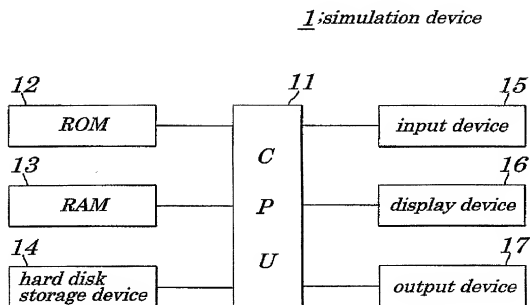 1;simulation device
12
ROM
13
RAM
14
hard disk
storage device
11
C
P
U
15
input device
16
display device
17
output device